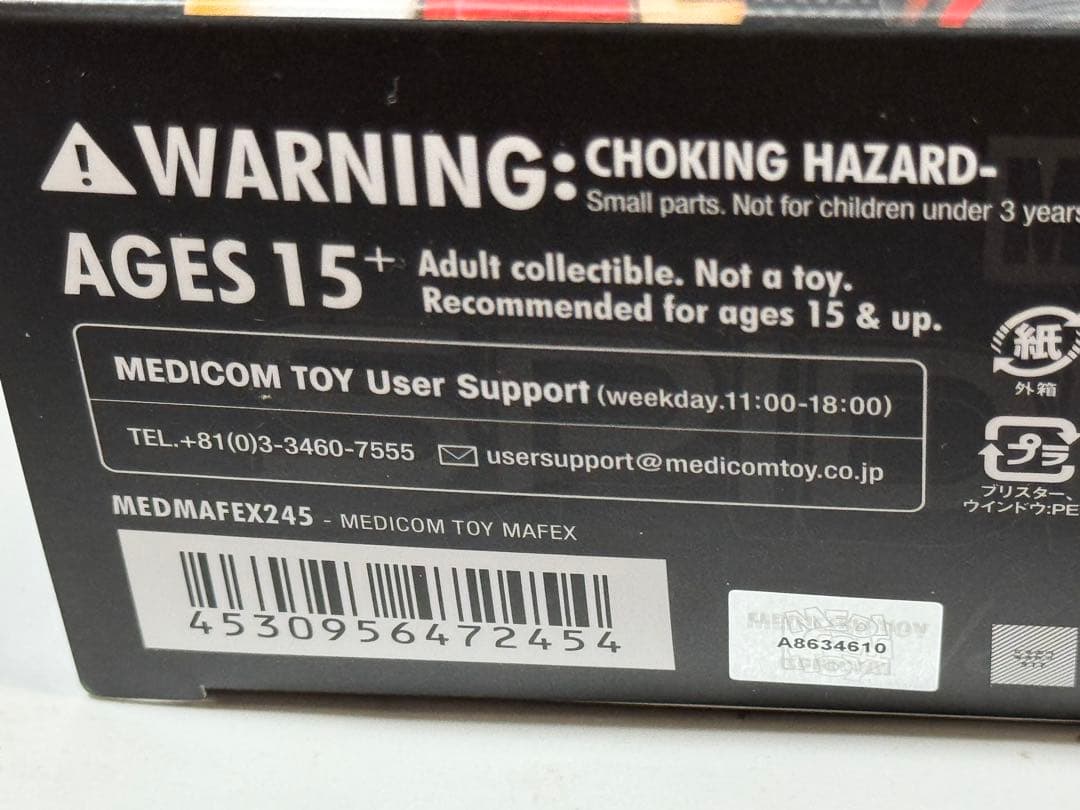 WARNING: CHOKING HAZARD-
Small parts. Not for children under 3 years
AGES 15+ Adult collectible. Not a toy.
Recommended for ages 15 & up.
MEDICOM TOY User Support (weekday.11:00-18:00)
TEL.+81(0)3-3460-7555 usersupport@medicomtoy.co.jp
紙
外箱
プラ
ブリスター、
ウインドウ:PE
MEDMAFEX245 - MEDICOM TOY MAFEX
4530956472454
A8634610